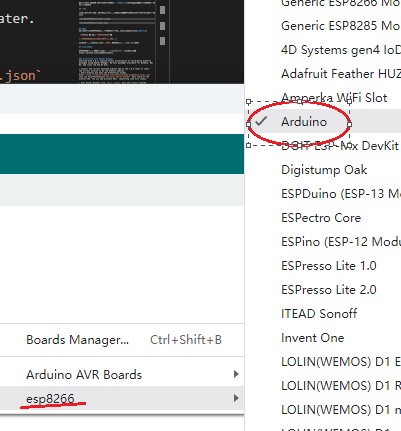 ater.
.json`
Generic ESP8266 Mo
Generic ESP8285 Mo
4D Systems gen4 IoD
Adafruit Feather HUZ
Amperka WiFi Slot
Arduino
DOIT ESP-Mx DevKit
Digistump Oak
ESPDuino (ESP-13 M
ESPectro Core
ESPino (ESP-12 Modu
ESPresso Lite 1.0
ESPresso Lite 2.0
ITEAD Sonoff
Invent One
LOLIN(WEMOS) D1 E
LOLIN(WEMOS) D1 R
LOLIN(WEMOS) D1 m
Boards Manager... Ctrl+Shift+B
Arduino AVR Boards
esp8266